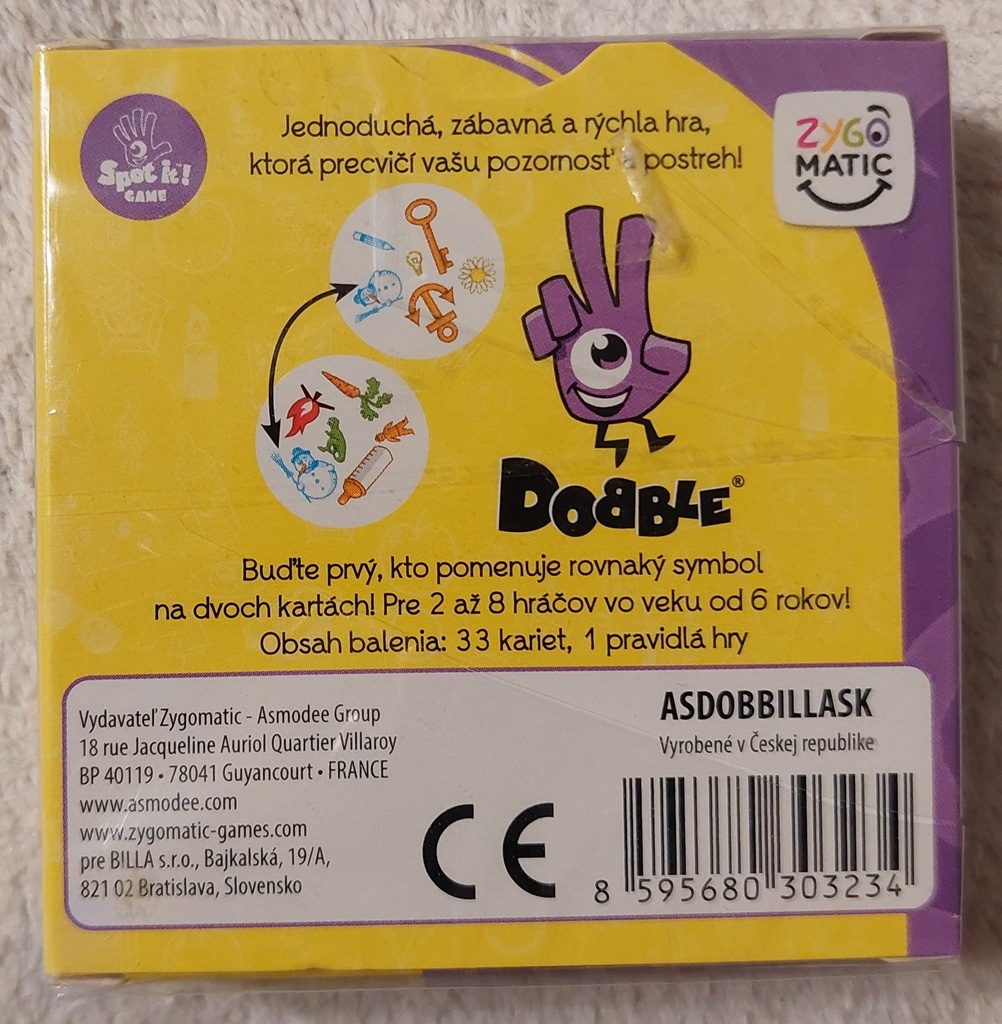 Spot it!™
GAME
Jednoduchá, zábavná a rýchla hra,
ktorá precvičí vašu pozornosť a postreh!
ZYGO
MATIC
DOBBLE®
Buďte prvý, kto pomenuje rovnaký symbol
na dvoch kartách! Pre 2 až 8 hráčov vo veku od 6 rokov!
Obsah balenia: 33 kariet, 1 pravidlá hry
Vydavateľ Zygomatic - Asmodee Group
18 rue Jacqueline Auriol Quartier Villaroy
BP 40119 • 78041 Guyancourt • FRANCE
www.asmodee.com
www.zygomatic-games.com
pre BILLA s.r.o., Bajkalská, 19/A,
821 02 Bratislava, Slovensko
CE
ASDOBBILLASK
Vyrobené v Českej republike
8 595680 303234